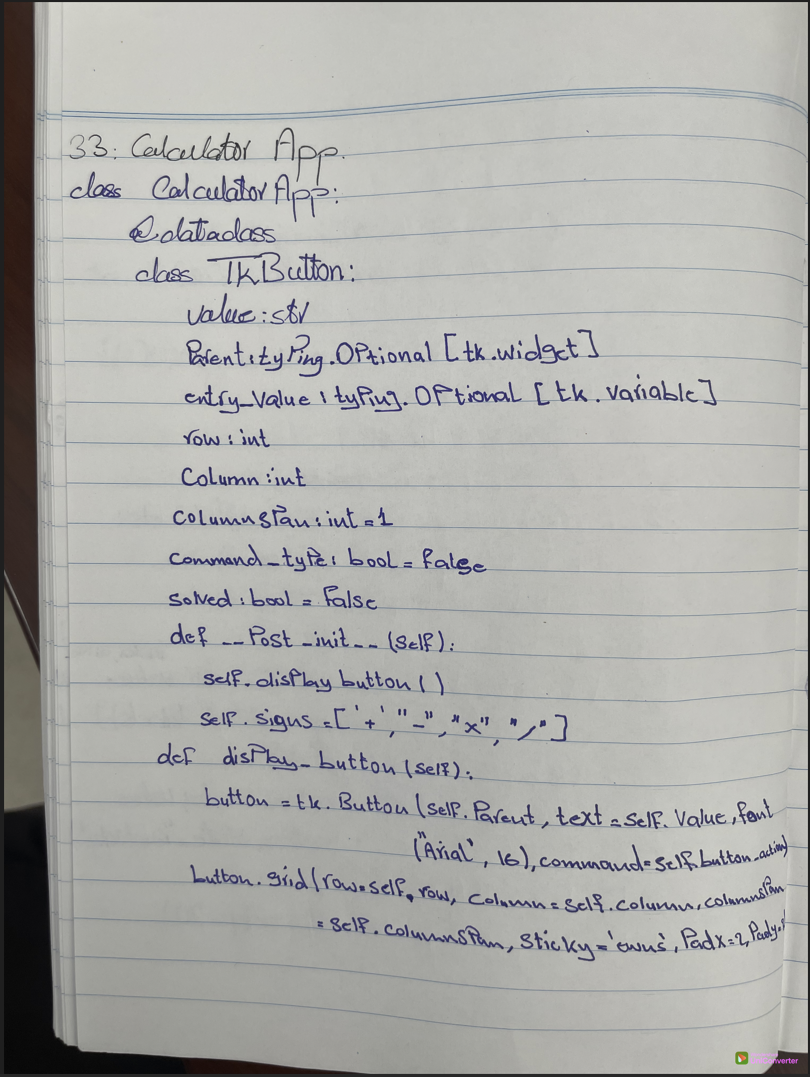 33: Calculator App.
class CalculatorApp:
@dataclass
class TkButton:
value:str
Parent:tyPing.OPtional [tk.widget]
entry_Value : tyPing.OPtional [tk.variable]
row : int
Column :int
columnsPan : int = 1
command_tyPe: bool = False
solved : bool = False
def __Post_init__(self):
self.disPlay button()
self.signs = ['+', "-", "x", "/"]
def disPlay_button (self):
button = tk.Button (self.Parent, text = self.Value, font
("Arial', 16), command=self.button_action)
button.grid (row=self.row, column = self.column, columnsPan
= self.columnsPan, sticky = 'ewns', Padx=2, Pady=
converter